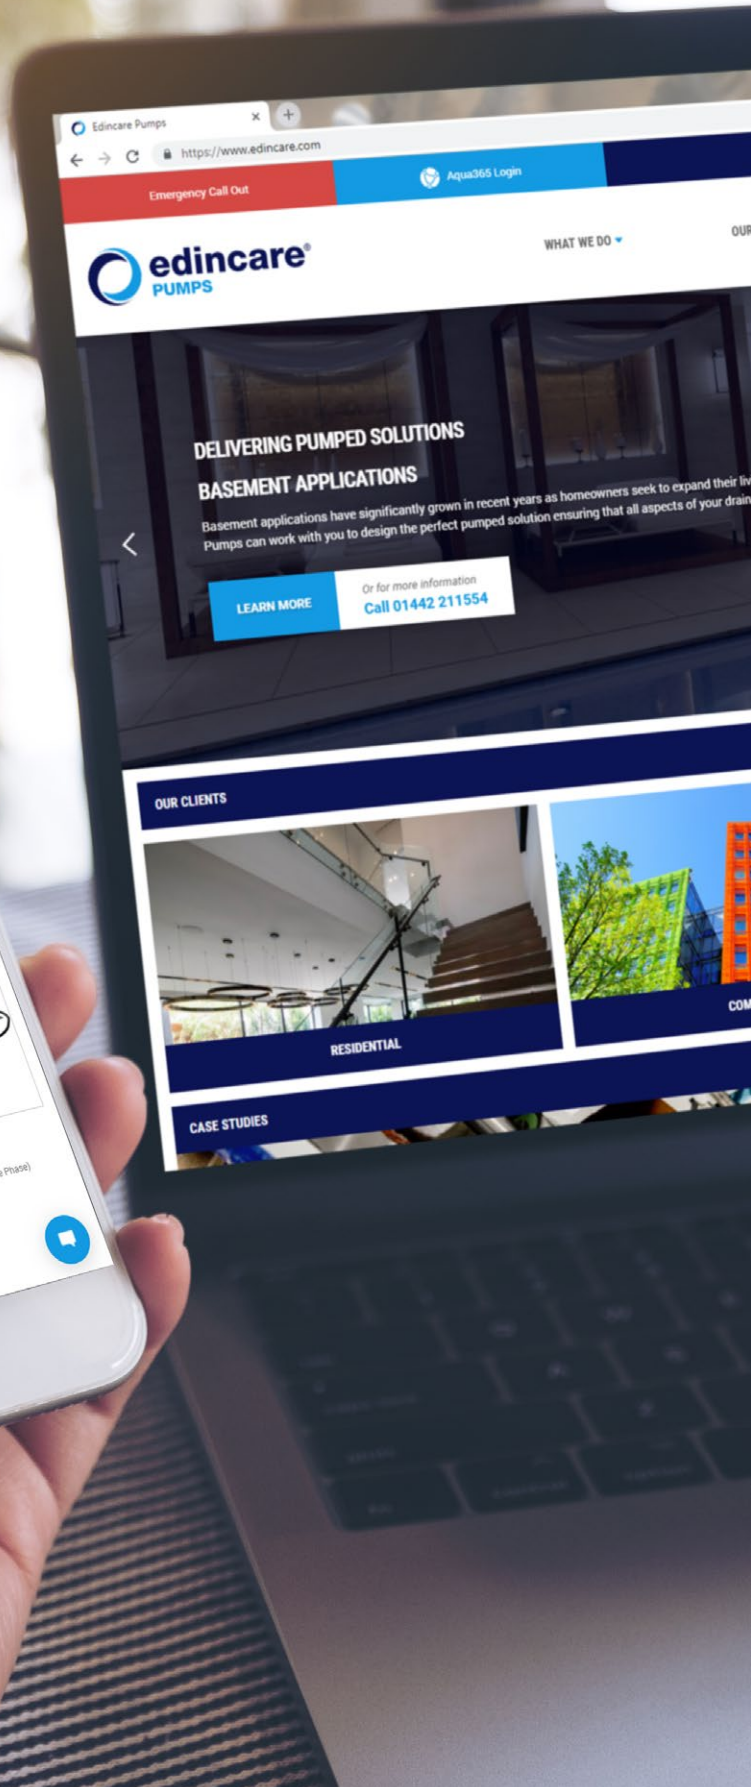 Edincare Pumps
https://www.edincare.com
Emergency Call Out
Aqua365 Login
edincare®
PUMPS
WHAT WE DO
OUR
DELIVERING PUMPED SOLUTIONS
BASEMENT APPLICATIONS
Basement applications have significantly grown in recent years as homeowners seek to expand their liv
Pumps can work with you to design the perfect pumped solution ensuring that all aspects of your drain
LEARN MORE
Or for more information
Call 01442 211554
OUR CLIENTS
RESIDENTIAL
COM
CASE STUDIES
e Phase)